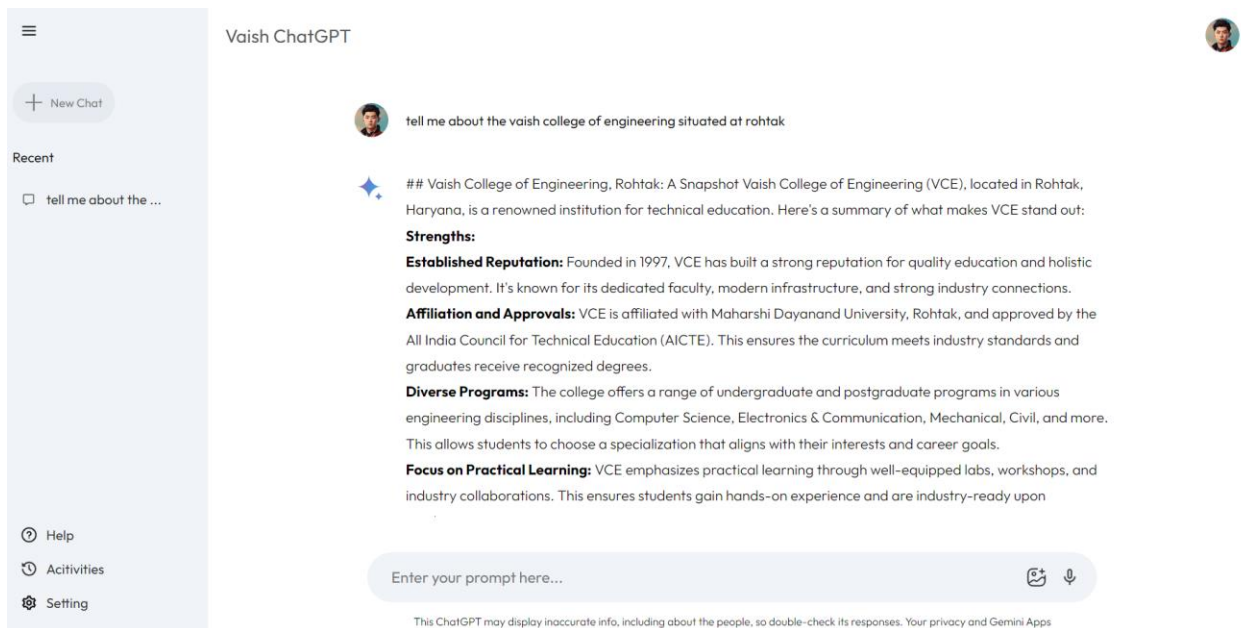 Vaish ChatGPT
New Chat
Recent
tell me about the ...
Help
Acitivities
Setting
tell me about the vaish college of engineering situated at rohtak
## Vaish College of Engineering, Rohtak: A Snapshot Vaish College of Engineering (VCE), located in Rohtak,
Haryana, is a renowned institution for technical education. Here's a summary of what makes VCE stand out:
Strengths:
Established Reputation: Founded in 1997, VCE has built a strong reputation for quality education and holistic
development. It's known for its dedicated faculty, modern infrastructure, and strong industry connections.
Affiliation and Approvals: VCE is affiliated with Maharshi Dayanand University, Rohtak, and approved by the
All India Council for Technical Education (AICTE). This ensures the curriculum meets industry standards and
graduates receive recognized degrees.
Diverse Programs: The college offers a range of undergraduate and postgraduate programs in various
engineering disciplines, including Computer Science, Electronics & Communication, Mechanical, Civil, and more.
This allows students to choose a specialization that aligns with their interests and career goals.
Focus on Practical Learning: VCE emphasizes practical learning through well-equipped labs, workshops, and
industry collaborations. This ensures students gain hands-on experience and are industry-ready upon
Enter your prompt here...
This ChatGPT may display inaccurate info, including about the people, so double-check its responses. Your privacy and Gemini Apps